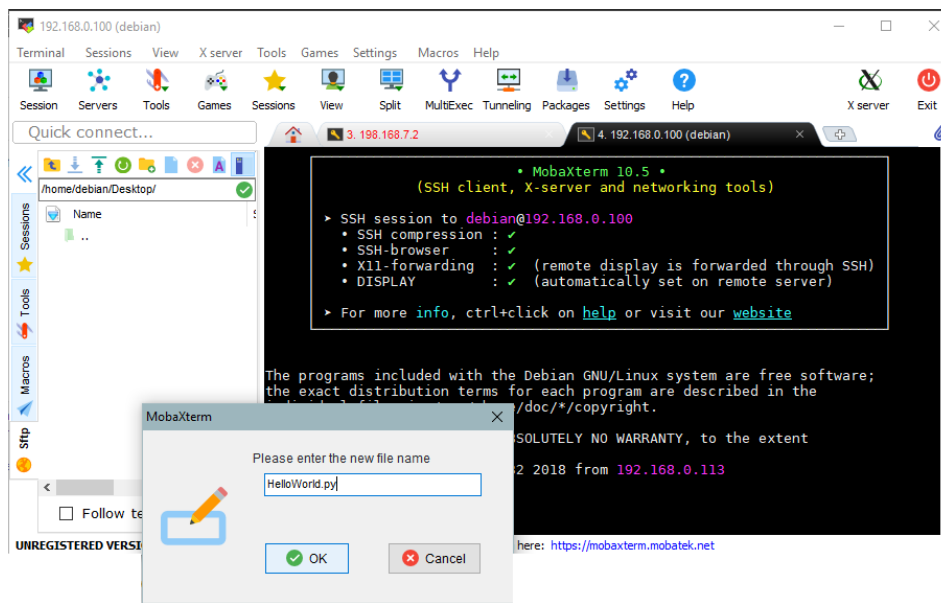 192.168.0.100 (debian)
Terminal Sessions View X server Tools Games Settings Macros Help
Session Servers Tools Games Sessions View Split MultiExec Tunneling Packages Settings Help X server Exit
Quick connect...
3. 198.168.7.2
4. 192.168.0.100 (debian)
/home/debian/Desktop/
Name
..
Sessions
Tools
Macros
Sftp
• MobaXterm 10.5 •
(SSH client, X-server and networking tools)
➤ SSH session to debian@192.168.0.100
• SSH compression : ✔
• SSH-browser : ✔
• X11-forwarding : ✔ (remote display is forwarded through SSH)
• DISPLAY : ✔ (automatically set on remote server)
➤ For more info, ctrl+click on help or visit our website
The programs included with the Debian GNU/Linux system are free software;
the exact distribution terms for each program are described in the
/doc/*/copyright.
SOLUTELY NO WARRANTY, to the extent
2 2018 from 192.168.0.113
MobaXterm
Please enter the new file name
HelloWorld.py
OK Cancel
Follow te
UNREGISTERED VERSI
here: https://mobaxterm.mobatek.net